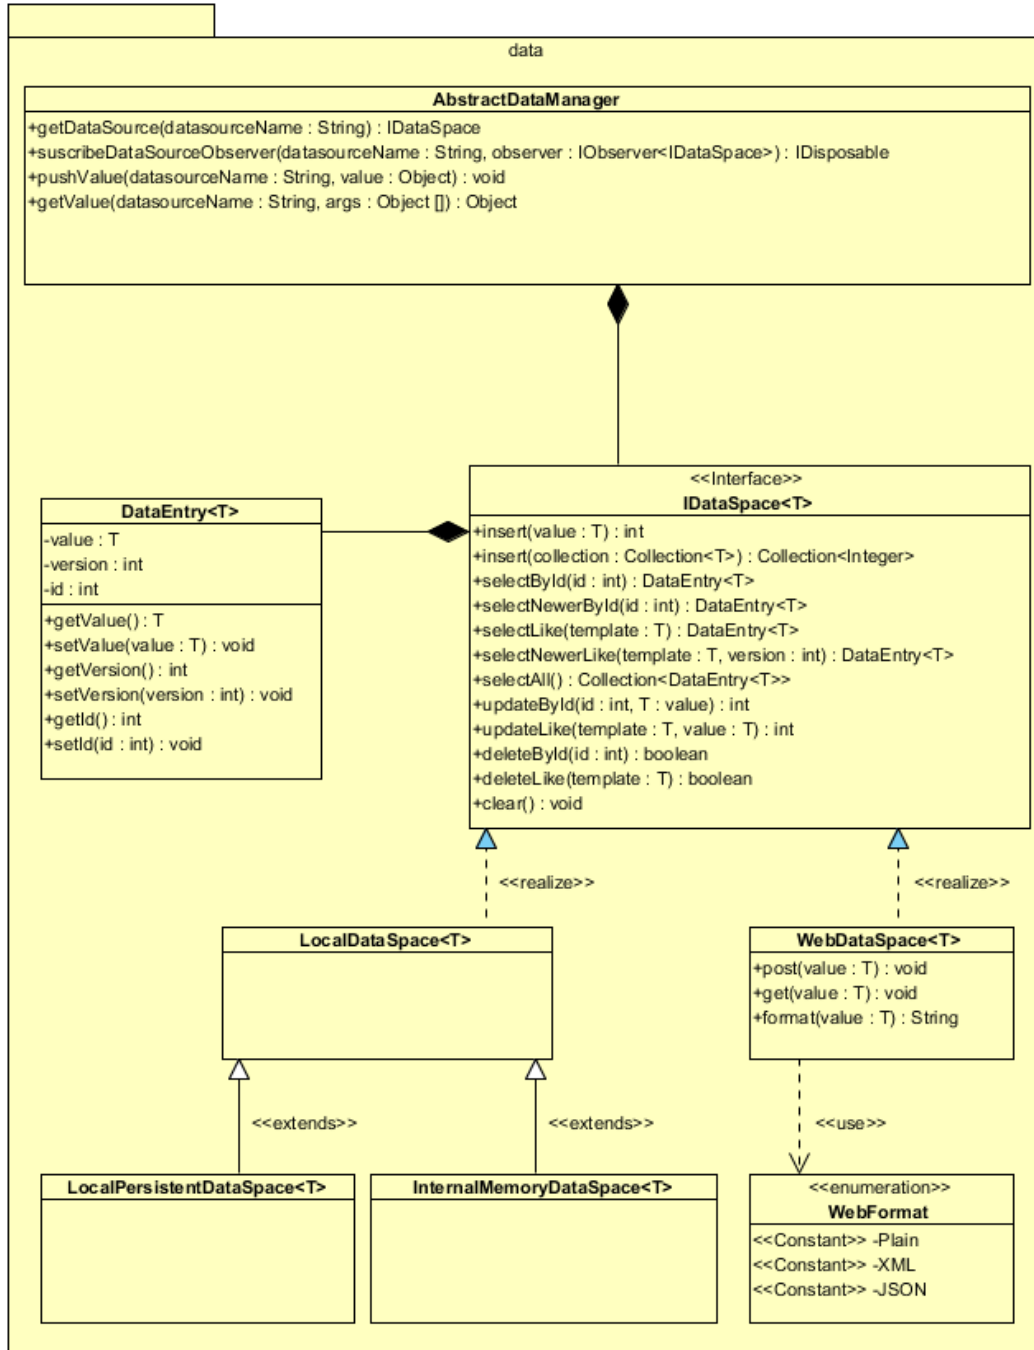 data
AbstractDataManager
+getDataSource(datasourceName : String) : IDataSpace
+suscribeDataSourceObserver(datasourceName : String, observer : IObserver<IDataSpace>) : IDisposable
+pushValue(datasourceName : String, value : Object) : void
+getValue(datasourceName : String, args : Object []) : Object
DataEntry<T>
-value : T
-version : int
-id : int
+getValue() : T
+setValue(value : T) : void
+getVersion() : int
+setVersion(version : int) : void
+getId() : int
+setId(id : int) : void
<<Interface>>
IDataSpace<T>
+insert(value : T) : int
+insert(collection : Collection<T>) : Collection<Integer>
+selectById(id : int) : DataEntry<T>
+selectNewerById(id : int) : DataEntry<T>
+selectLike(template : T) : DataEntry<T>
+selectNewerLike(template : T, version : int) : DataEntry<T>
+selectAll() : Collection<DataEntry<T>>
+updateById(id : int, T : value) : int
+updateLike(template : T, value : T) : int
+deleteById(id : int) : boolean
+deleteLike(template : T) : boolean
+clear() : void
<<realize>>
<<realize>>
LocalDataSpace<T>
WebDataSpace<T>
+post(value : T) : void
+get(value : T) : void
+format(value : T) : String
<<extends>>
<<extends>>
<<use>>
LocalPersistentDataSpace<T>
InternalMemoryDataSpace<T>
<<enumeration>>
WebFormat
<<Constant>> -Plain
<<Constant>> -XML
<<Constant>> -JSON